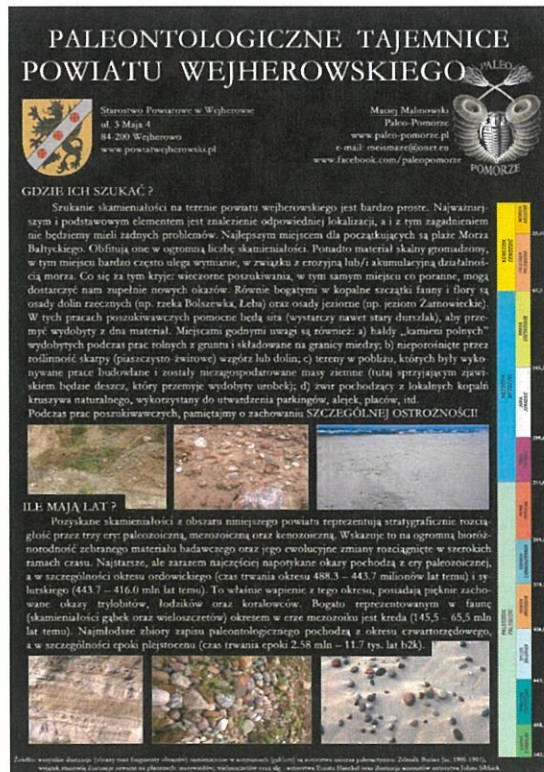 PALEONTOLOGICZNE TAJEMNICE
POWIATU WEJHEROWSKIEGO
PALEO
POMORZE
Starostwo Powiatowe w Wejherowie
ul. 3 Maja 4
84-200 Wejherowo
www.powiatwejherowski.pl
Maciej Malinowski
Paleo-Pomorze
www.paleo-pomorze.pl
e-mail: meismaze@onet.eu
www.facebook.com/paleopomorze
GDZIE ICH SZUKAĆ ?
Szukanie skamieniałości na terenie powiatu wejherowskiego jest bardzo proste. Najważniej-
szym i podstawowym elementem jest znalezienie odpowiedniej lokalizacji, a i z tym zagadnieniem
nie będziemy mieli żadnych problemów. Najlepszym miejscem dla początkujących są plaże Morza
Bałtyckiego. Obfitują one w ogromną liczbę skamieniałości. Ponadto materiał skalny gromadzony,
w tym miejscu bardzo często ulega wymianie, w związku z erozyjną lub/i akumulacyjną działalno-
ścią morza. Co się za tym kryje: wieczorne poszukiwania, w tym samym miejscu co poranne, mogą
dostarczyć nam zupełnie nowych okazów. Równie bogatymi w kopalne szczątki fauny i flory są
osady dolin rzecznych (np. rzeka Bolszewka, Łeba) oraz osady jeziorne (np. jezioro Żarnowieckie).
W tych pracach poszukiwawczych pomocne będą sita (wystarczy nawet stary durszlak), aby prze-
myć wydobyty z dna materiał. Miejscami godnymi uwagi są również: a) hałdy „kamieni polnych”
wydobytych podczas prac rolnych z gruntu i składowane na granicy miedzy; b) nieporośnięte przez
roślinność skarpy (piaszczysto-żwirowe) wzgórz lub dolin; c) tereny w pobliżu, których były wyko-
nywane prace budowlane i zostały niezagospodarowane masy ziemne (tutaj sprzyjającym zjawi-
skiem będzie deszcz, który przemyje wydobyty urobek); d) żwir pochodzący z lokalnych kopalń
kruszywa naturalnego, wykorzystany do utwardzenia parkingów, alejek, placów, itd.
Podczas prac poszukiwawczych, pamiętajmy o zachowaniu SZCZEGÓLNEJ OSTROŻNOŚCI!
ILE MAJĄ LAT ?
Pozyskane skamieniałości z obszaru niniejszego powiatu reprezentują stratygraficznie rozcią-
głość przez trzy ery: paleozoiczną, mezozoiczną oraz kenozoiczną. Wskazuje to na ogromną bioróż-
norodność zebranego materiału badawczego oraz jego ewolucyjne zmiany rozciągnięte w szerokich
ramach czasu. Najstarsze, ale zarazem najczęściej napotykane okazy pochodzą z ery paleozoicznej,
a w szczególności okresu ordowickiego (czas trwania okresu 488.3 – 443.7 milionów lat temu) i sy-
lurskiego (443.7 – 416.0 mln lat temu). To właśnie wapienie z tego okresu, posiadają pięknie zacho-
wane okazy trylobitów, łodzików oraz koralowców. Bogato reprezentowanym w faunę
(skamieniałości gąbek oraz wieloszczetów) okresem w erze mezozoiku jest kreda (145,5 – 65,5 mln
lat temu). Najmłodsze zbiory zapisu paleontologicznego pochodzą z okresu czwartorzędowego,
a w szczególności epoki plejstocenu (czas trwania epoki 2.58 mln – 11.7 tys. lat b2k).